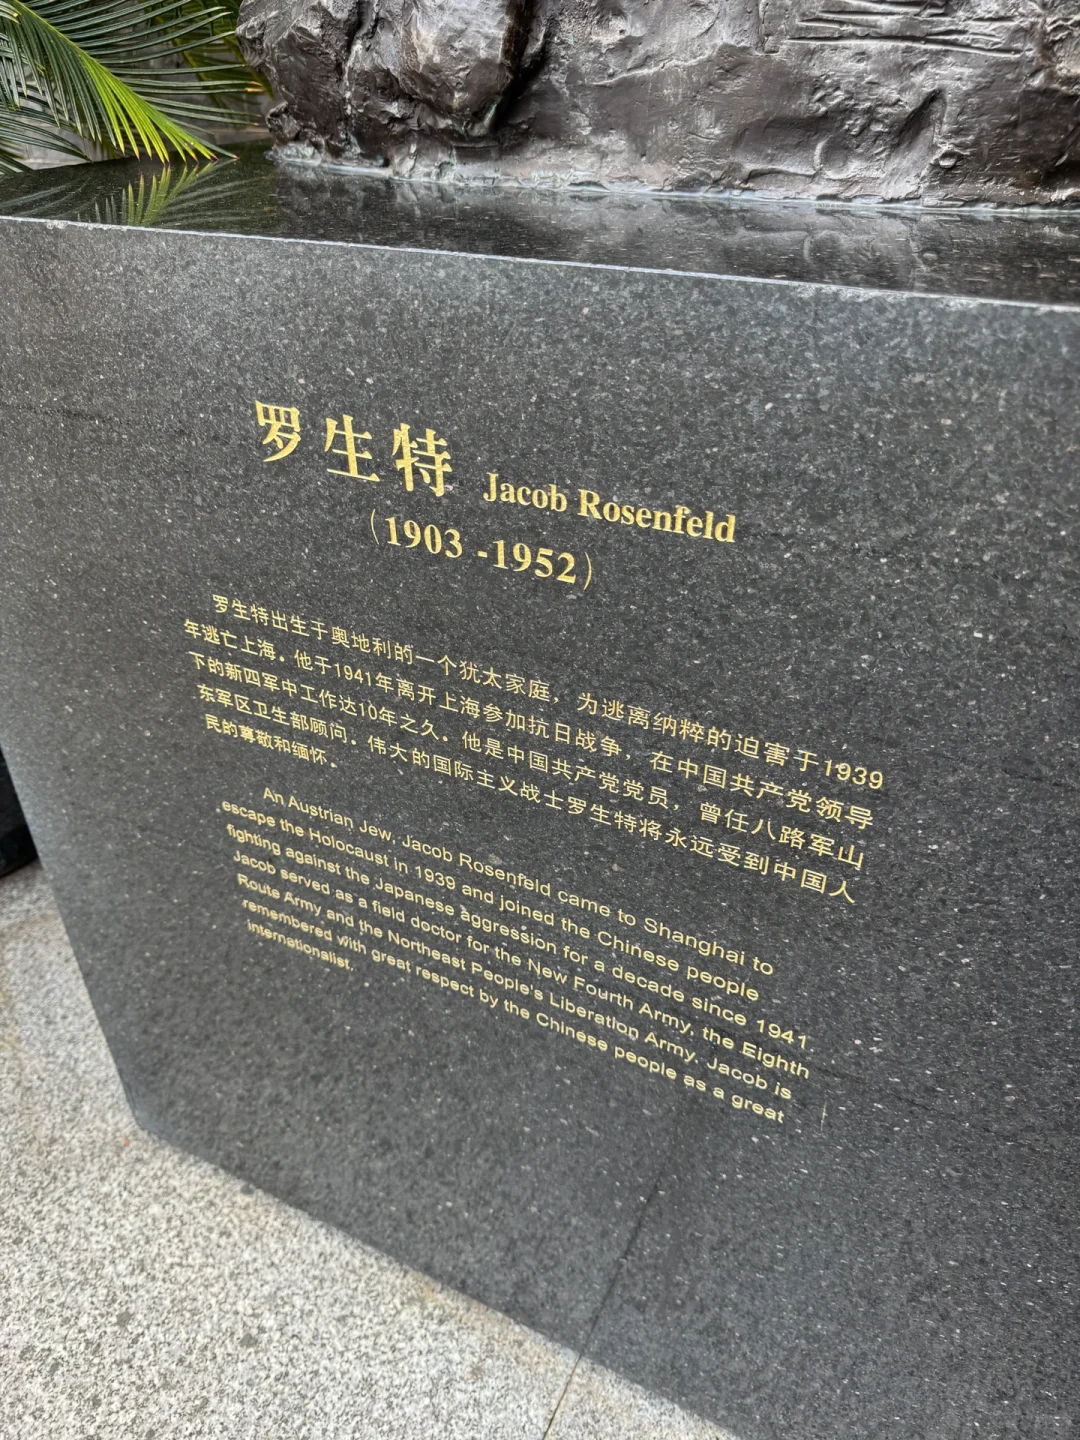 罗生特 Jacob Rosenfeld
(1903 -1952)
罗生特出生于奥地利的一个犹太家庭，为逃离纳粹的迫害于1939
年逃亡上海。他于1941年离开上海参加抗日战争，在中国共产党领导
下的新四军中工作达10年之久。他是中国共产党党员，曾任八路军山
东军区卫生部顾问。伟大的国际主义战士罗生特将永远受到中国人
民的尊敬和缅怀。
An Austrian Jew, Jacob Rosenfeld came to Shanghai to
escape the Holocaust in 1939 and joined the Chinese people
fighting against the Japanese aggression for a decade since 1941.
Jacob served as a field doctor for the New Fourth Army, the Eighth
Route Army and the Northeast People's Liberation Army. Jacob is
remembered with great respect by the Chinese people as a great
internationalist.